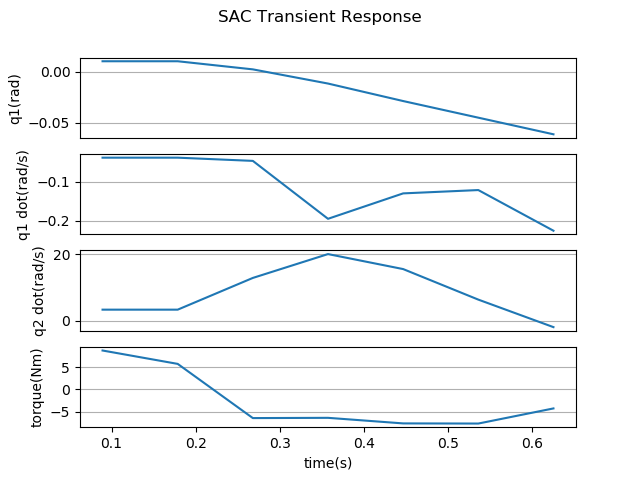 SAC Transient Response
q1(rad)
0.00
−0.05
q1 dot(rad/s)
−0.1
−0.2
q2 dot(rad/s)
20
0
torque(Nm)
5
0
−5
0.1 0.2 0.3 0.4 0.5 0.6
time(s)